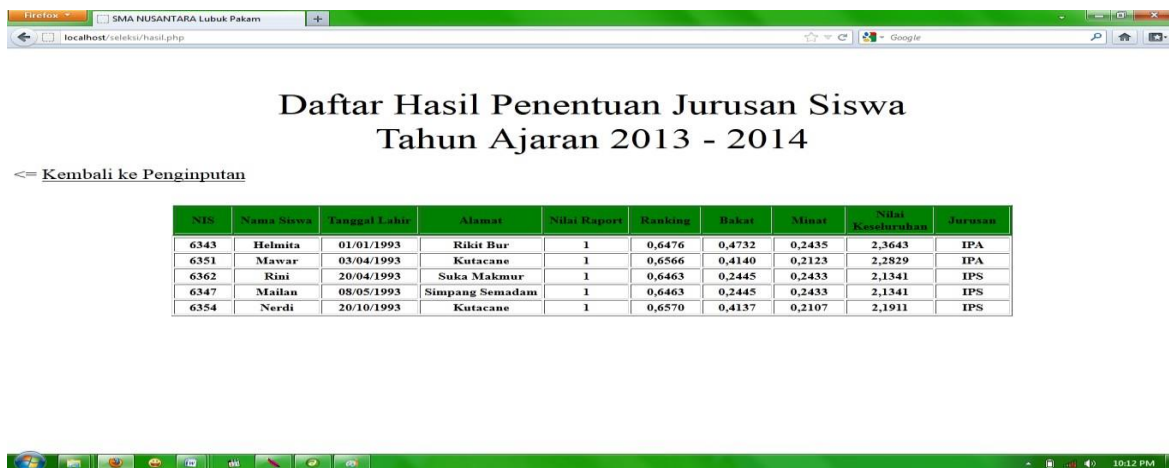 Firefox
SMA NUSANTARA Lubuk Pakam
+
localhost/seleksi/hasil.php
Google
Daftar Hasil Penentuan Jurusan Siswa
Tahun Ajaran 2013 - 2014
<= Kembali ke Penginputan
NIS Nama Siswa Tanggal Lahir Alamat Nilai Raport Ranking Bakat Minat Nilai Keseluruhan Jurusan
6343 Helmita 01/01/1993 Rikit Bur 1 0,6476 0,4732 0,2435 2,3643 IPA
6351 Mawar 03/04/1993 Kutacane 1 0,6566 0,4140 0,2123 2,2829 IPA
6362 Rini 20/04/1993 Suka Makmur 1 0,6463 0,2445 0,2433 2,1341 IPS
6347 Mailan 08/05/1993 Simpang Semadam 1 0,6463 0,2445 0,2433 2,1341 IPS
6354 Nerdi 20/10/1993 Kutacane 1 0,6570 0,4137 0,2107 2,1911 IPS
10:12 PM